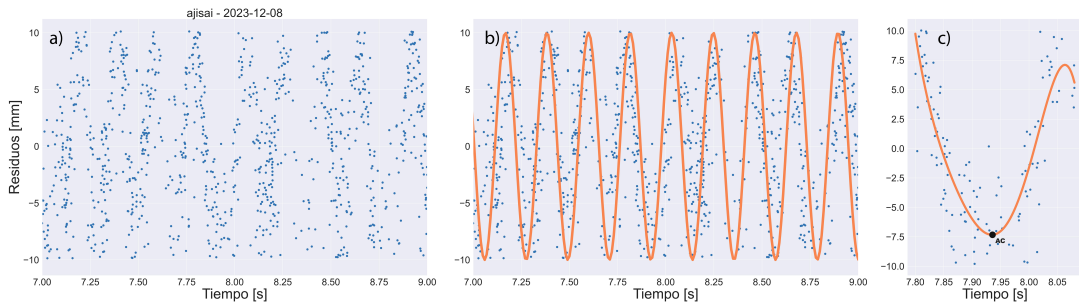 ajisai - 2023-12-08
a)
Residuos [mm]
10
5
0
−5
−10
7.00 7.25 7.50 7.75 8.00 8.25 8.50 8.75 9.00
Tiempo [s]
b)
10
5
0
−5
−10
7.00 7.25 7.50 7.75 8.00 8.25 8.50 8.75 9.00
Tiempo [s]
c)
10.0
7.5
5.0
2.5
0.0
−2.5
−5.0
−7.5
−10.0
AC
7.80 7.85 7.90 7.95 8.00 8.05
Tiempo [s]